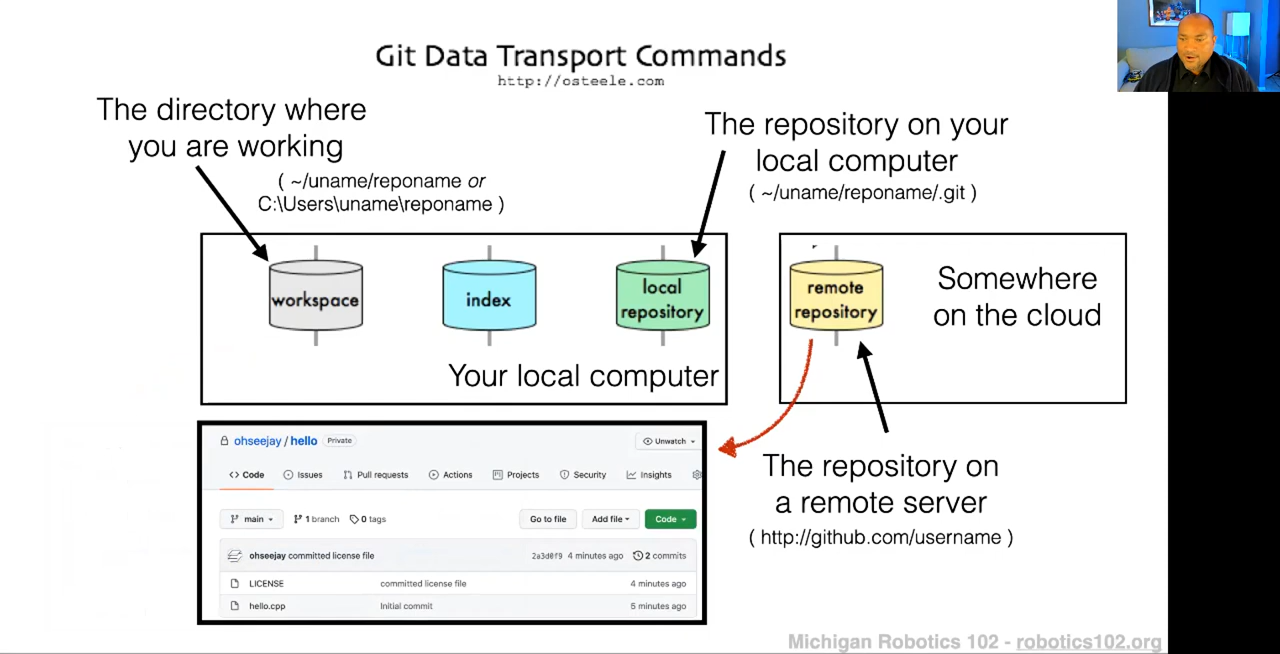 Git Data Transport Commands
http://osteele.com
The directory where
you are working
( ~/uname/reponame or
C:\Users\uname\reponame )
The repository on your
local computer
( ~/uname/reponame/.git )
workspace
index
local
repository
remote
repository
Somewhere
on the cloud
Your local computer
ohseejay / hello Private Unwatch
Code Issues Pull requests Actions Projects Security Insights
main 1 branch 0 tags Go to file Add file Code
ohseejay committed license file 2a3d0f9 4 minutes ago 2 commits
LICENSE committed license file 4 minutes ago
hello.cpp Initial commit 5 minutes ago
The repository on
a remote server
( http://github.com/username )
Michigan Robotics 102 - robotics102.org